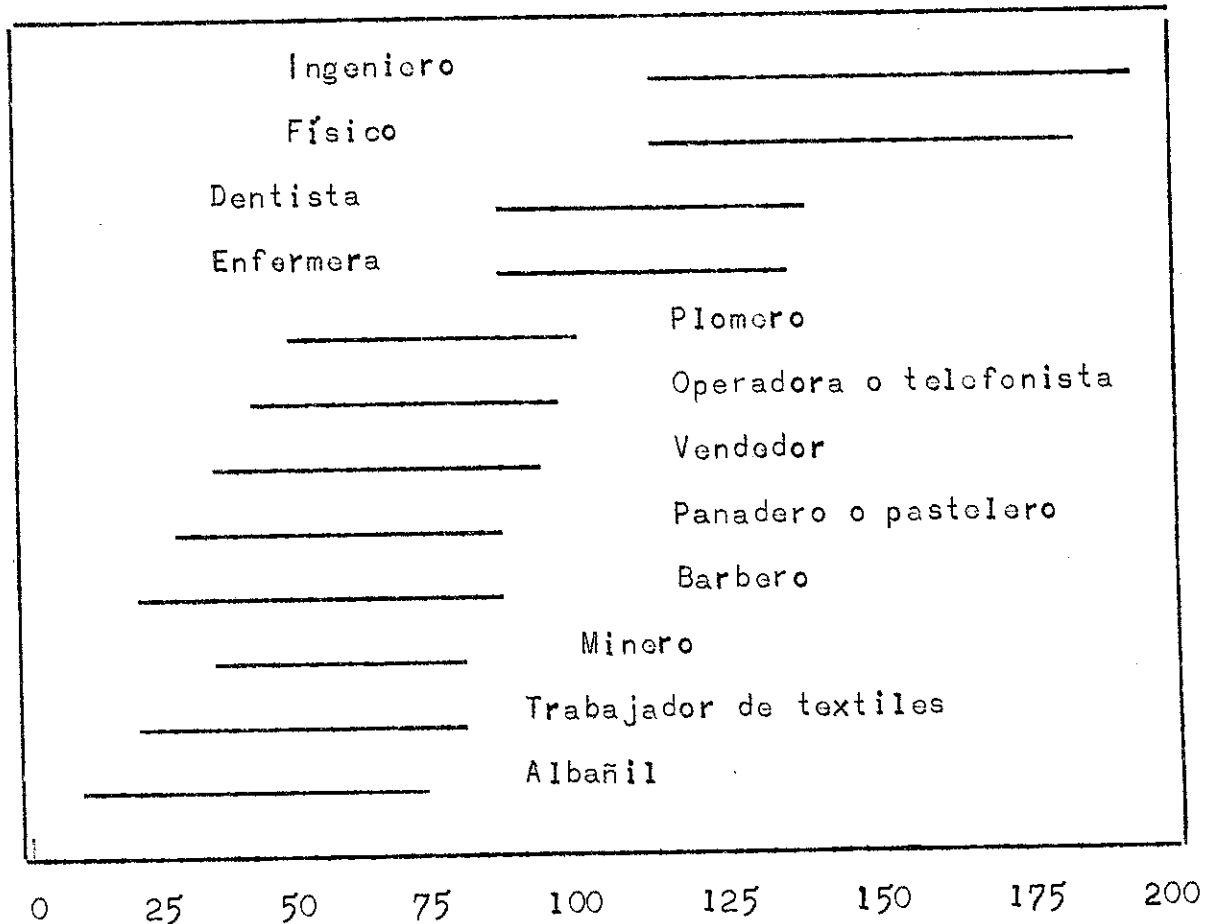 Ingeniero
Físico
Dentista
Enfermera
Plomero
Operadora o telefonista
Vendedor
Panadero o pastelero
Barbero
Minero
Trabajador de textiles
Albañil
0 25 50 75 100 125 150 175 200